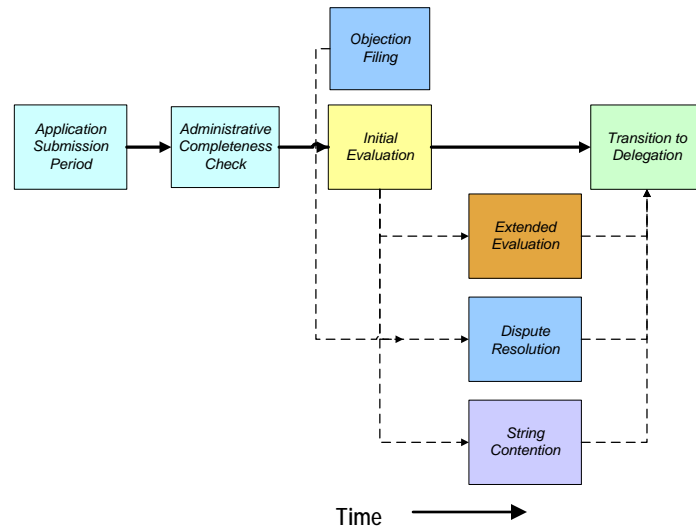 Objection
Filing
Application
Submission
Period
Administrative
Completeness
Check
Initial
Evaluation
Transition to
Delegation
Extended
Evaluation
Dispute
Resolution
String
Contention
Time